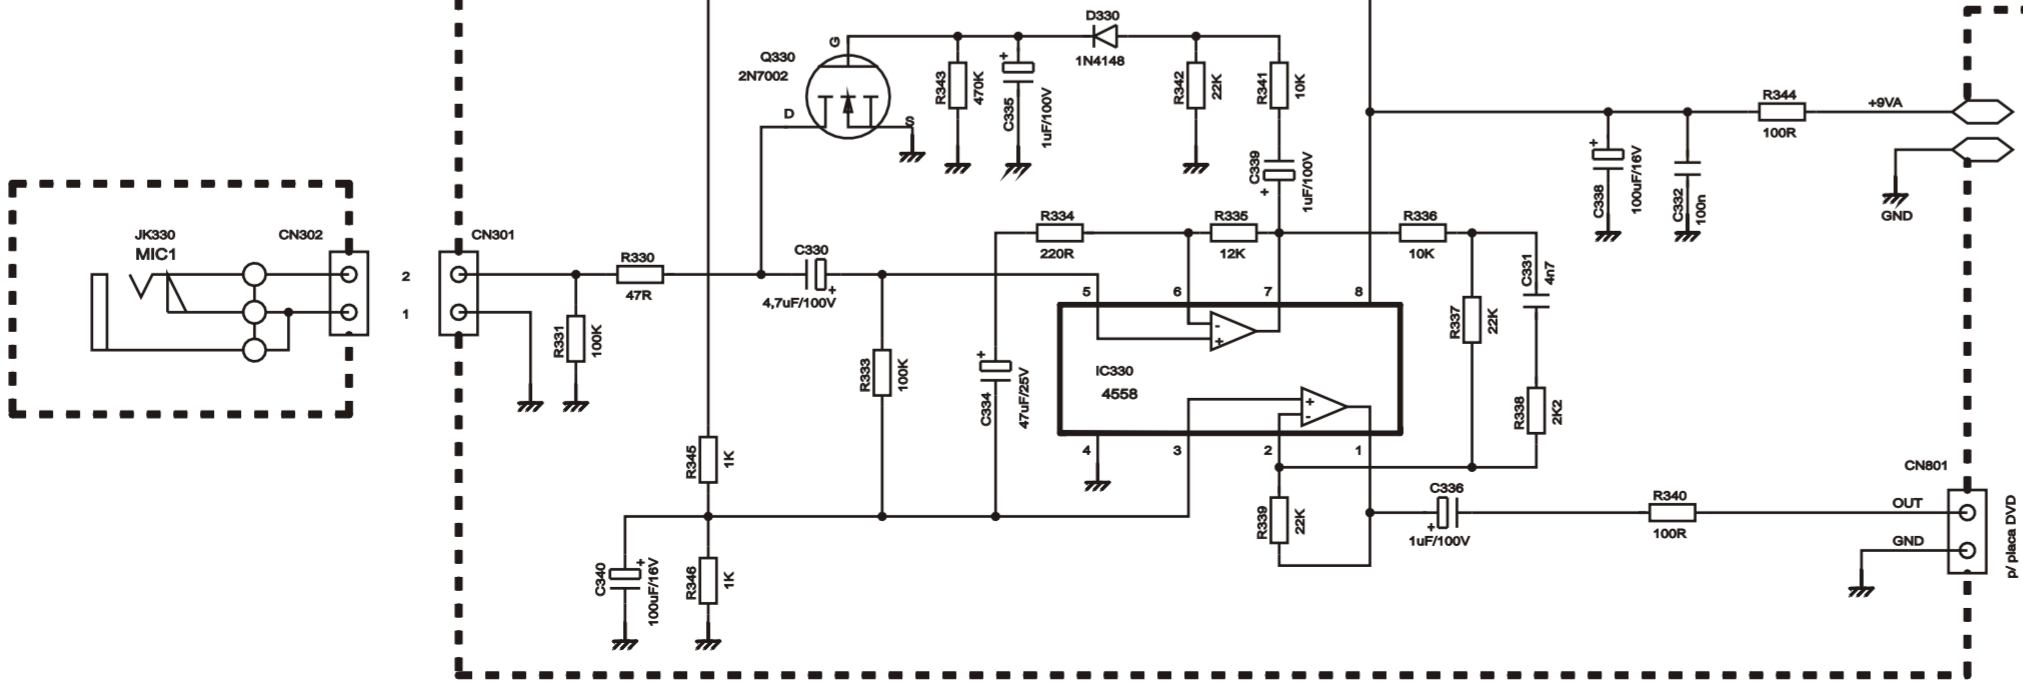 D330
1N4148
Q330
2N7002
G
D
S
R343
470K
C335
+
1uF/100V
R342
22K
R341
10K
C339
+
1uF/100V
R344
100R
+9VA
C338
+
100uF/16V
C332
100n
GND
JK330
MIC1
CN302
2
1
CN301
R330
47R
R331
100K
C330
+
4,7uF/100V
R333
100K
R334
220R
R335
12K
R336
10K
C331
4n7
R337
22K
R338
2K2
C334
+
47uF/25V
5
6
7
8
-
+
IC330
4558
+
-
4
3
2
1
R345
1K
R346
1K
C340
+
100uF/16V
R339
22K
C336
+
1uF/100V
R340
100R
CN801
OUT
GND
p/ placa DVD